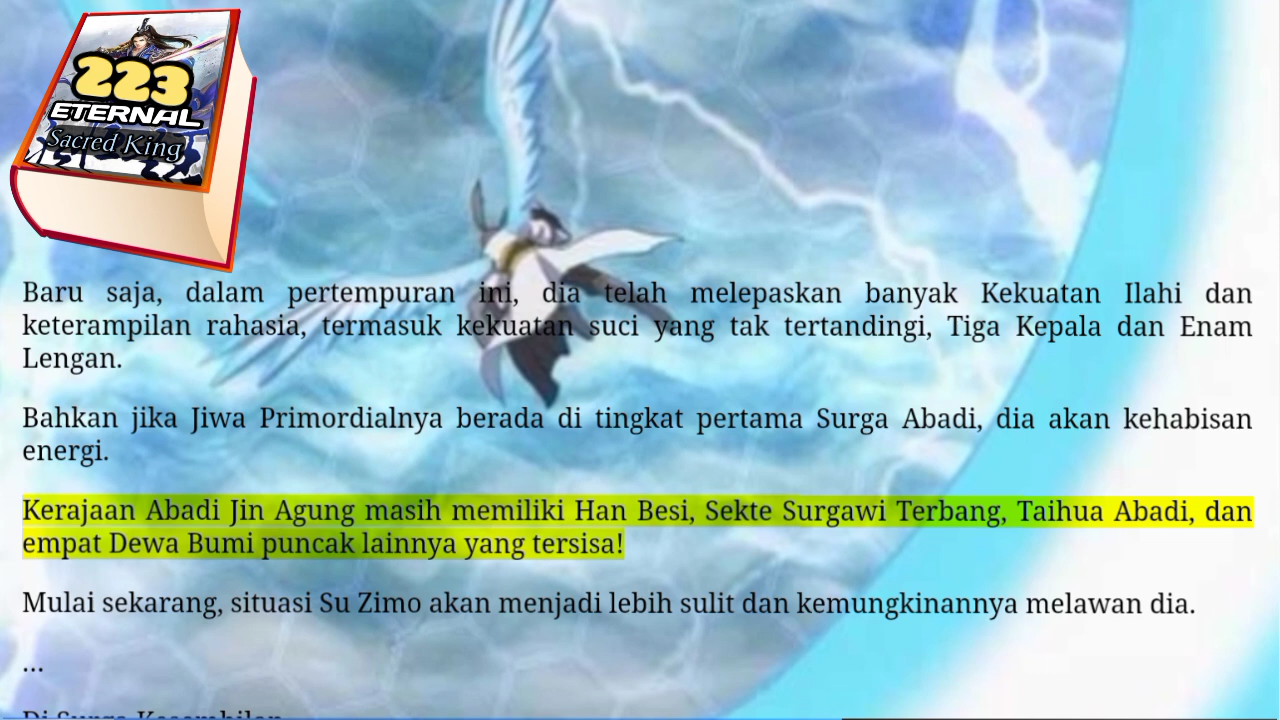 223
ETERNAL
Sacred King
Baru saja, dalam pertempuran ini, dia telah melepaskan banyak Kekuatan Ilahi dan
keterampilan rahasia, termasuk kekuatan suci yang tak tertandingi, Tiga Kepala dan Enam
Lengan.
Bahkan jika Jiwa Primordialnya berada di tingkat pertama Surga Abadi, dia akan kehabisan
energi.
Kerajaan Abadi Jin Agung masih memiliki Han Besi, Sekte Surgawi Terbang, Taihua Abadi, dan
empat Dewa Bumi puncak lainnya yang tersisa!
Mulai sekarang, situasi Su Zimo akan menjadi lebih sulit dan kemungkinannya melawan dia.
...
Di Surga Kesembilan